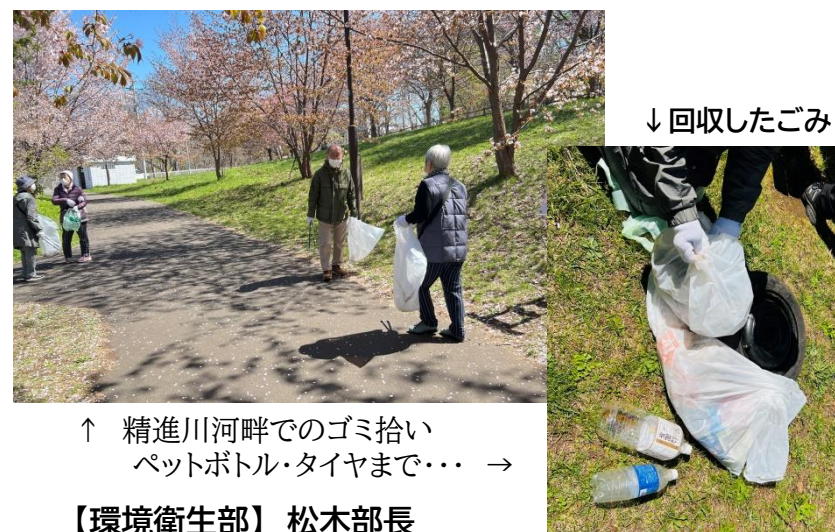 ↓回収したごみ
↑　精進川河畔でのゴミ拾い
ペットボトル・タイヤまで・・・　→
【環境衛生部】松木部長